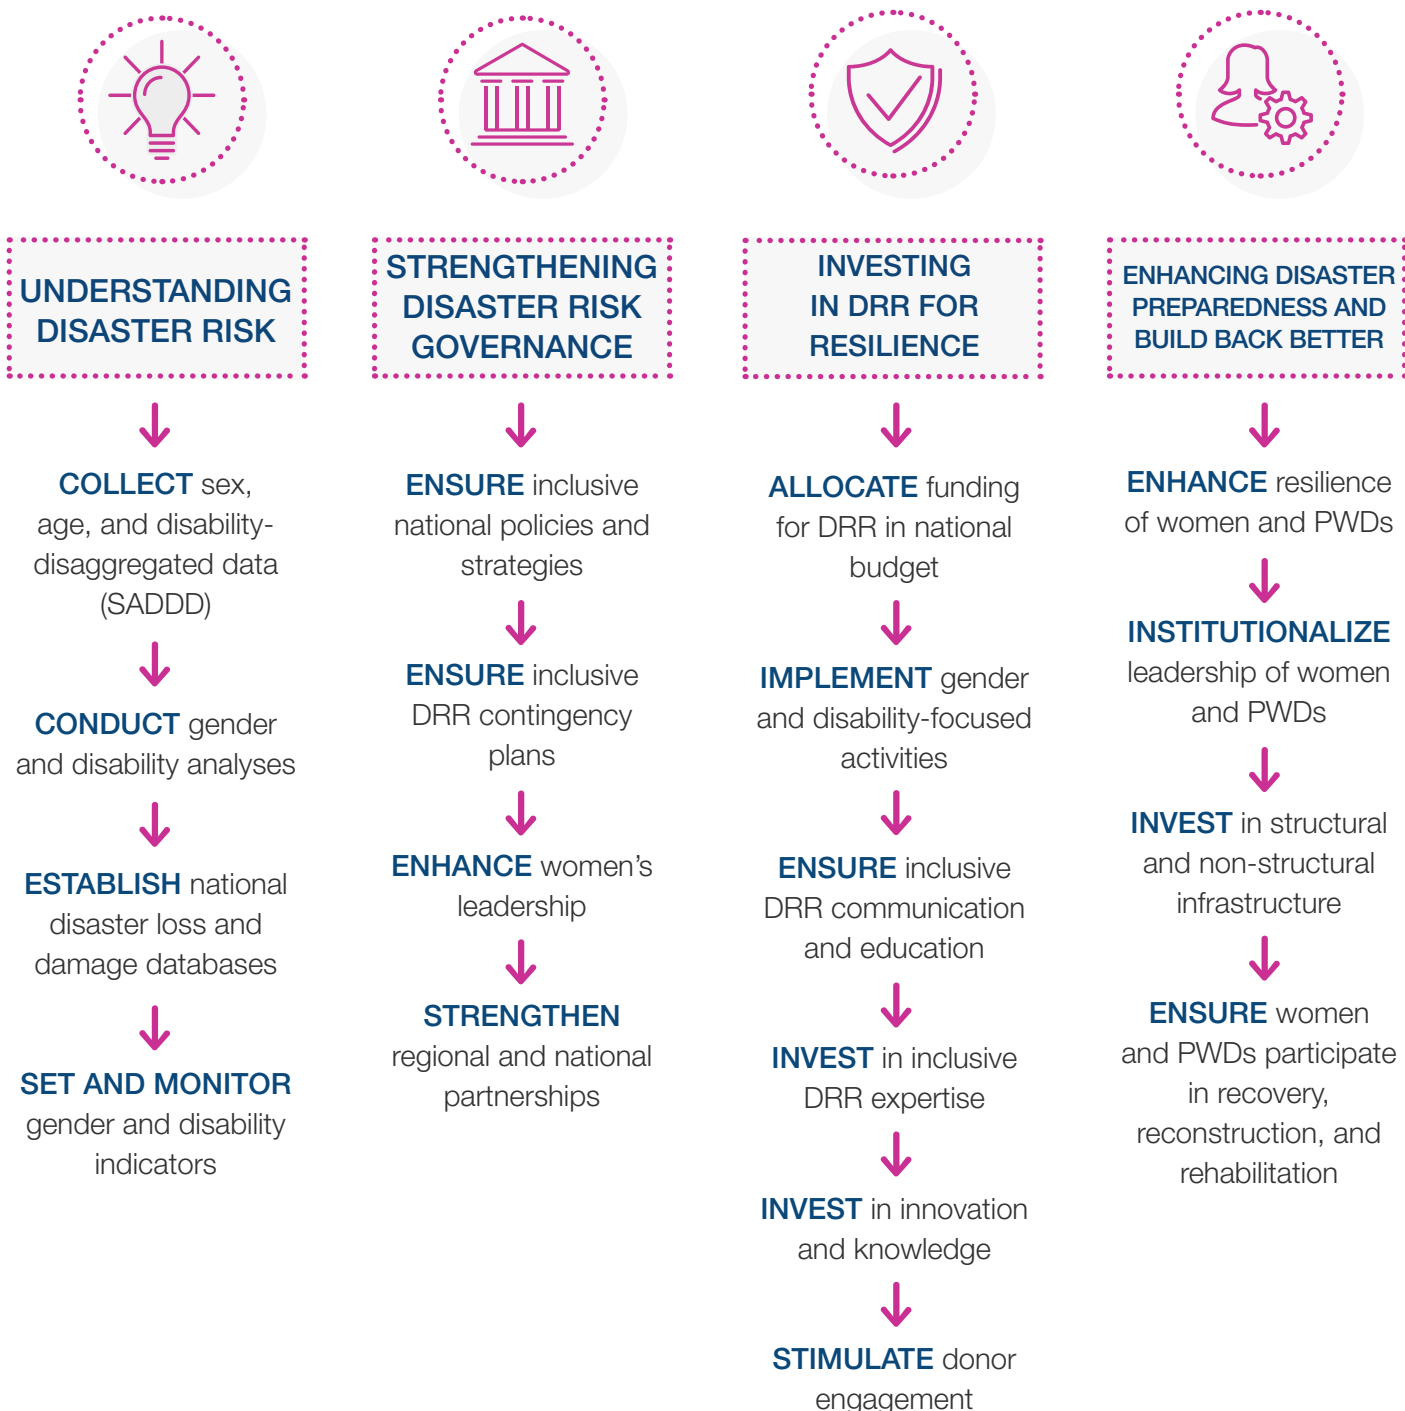 UNDERSTANDING
DISASTER RISK
COLLECT sex,
age, and disability-
disaggregated data
(SADDD)
CONDUCT gender
and disability analyses
ESTABLISH national
disaster loss and
damage databases
SET AND MONITOR
gender and disability
indicators
STRENGTHENING
DISASTER RISK
GOVERNANCE
ENSURE inclusive
national policies and
strategies
ENSURE inclusive
DRR contingency
plans
ENHANCE women’s
leadership
STRENGTHEN
regional and national
partnerships
INVESTING
IN DRR FOR
RESILIENCE
ALLOCATE funding
for DRR in national
budget
IMPLEMENT gender
and disability-focused
activities
ENSURE inclusive
DRR communication
and education
INVEST in inclusive
DRR expertise
INVEST in innovation
and knowledge
STIMULATE donor
engagement
ENHANCING DISASTER
PREPAREDNESS AND
BUILD BACK BETTER
ENHANCE resilience
of women and PWDs
INSTITUTIONALIZE
leadership of women
and PWDs
INVEST in structural
and non-structural
infrastructure
ENSURE women
and PWDs participate
in recovery,
reconstruction, and
rehabilitation